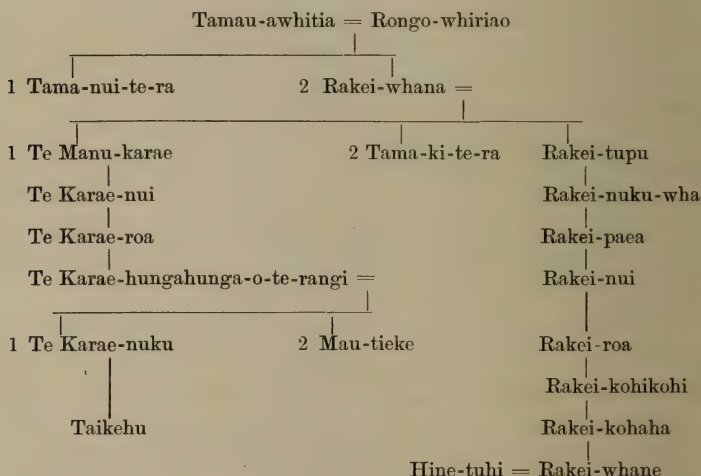 Tamau-awhitia = Rongo-whiriao
1 Tama-nui-te-ra 2 Rakei-whana =
1 Te Manu-karae 2 Tama-ki-te-ra Rakei-tupu
Te Karae-nui Rakei-nuku-wha
Te Karae-roa Rakei-paea
Te Karae-hungahunga-o-te-rangi = Rakei-nui
1 Te Karae-nuku 2 Mau-tieke Rakei-roa
Rakei-kohikohi
Taikehu Rakei-kohaha
Hine-tuhi = Rakei-whane